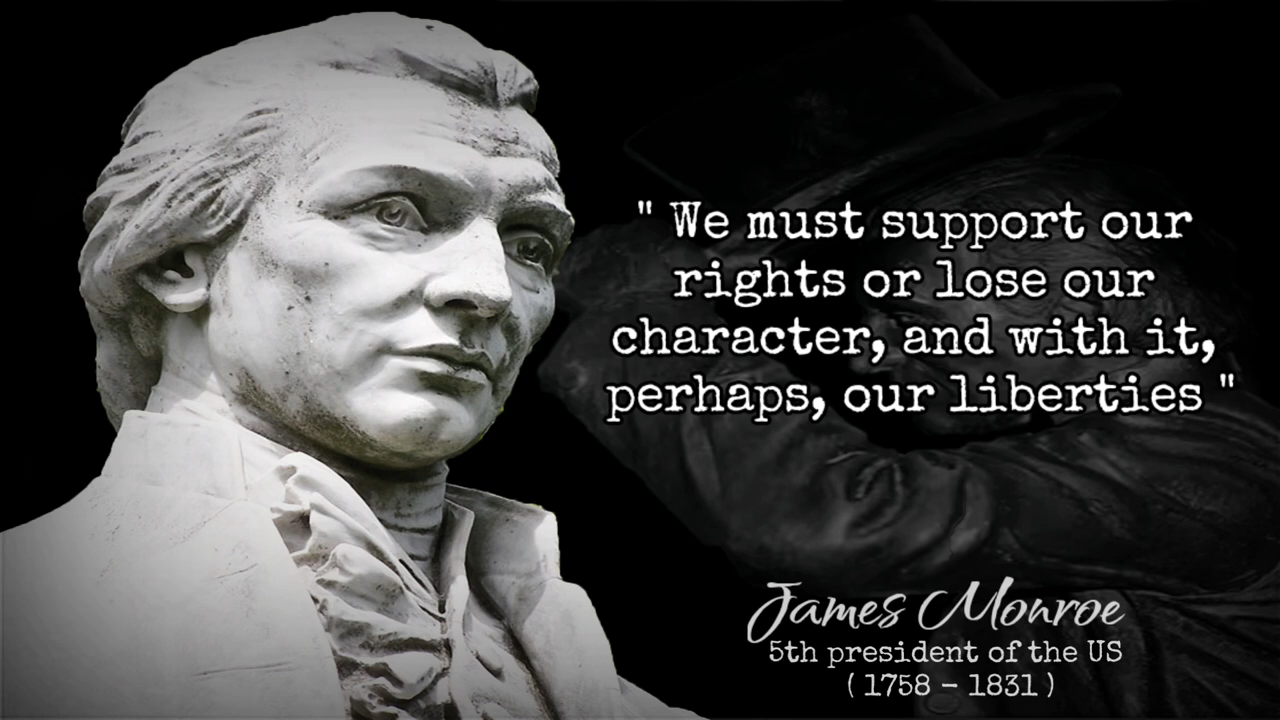 " We must support our
rights or lose our
character, and with it,
perhaps, our liberties "
James Monroe
5th president of the US
( 1758 - 1831 )